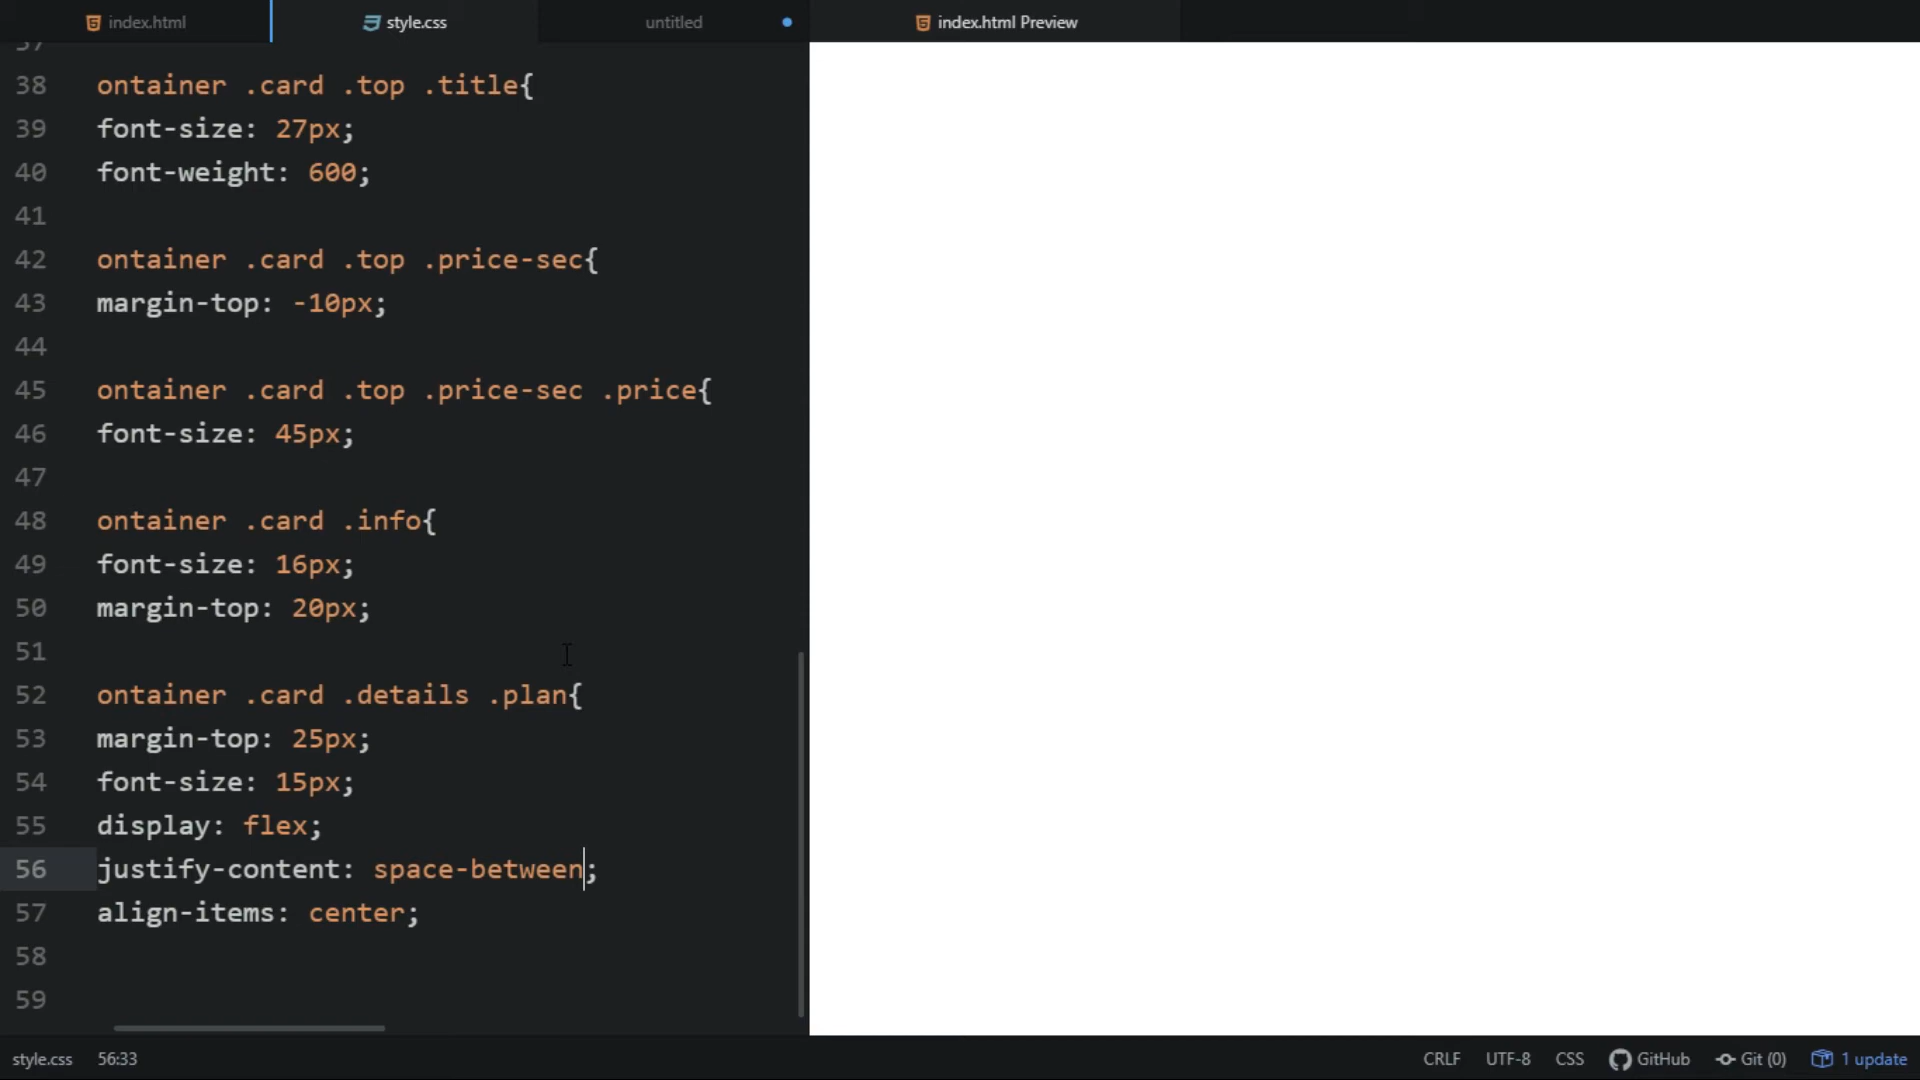 index.html
style.css
untitled
index.html Preview
37
38 ontainer .card .top .title{
39 font-size: 27px;
40 font-weight: 600;
41
42 ontainer .card .top .price-sec{
43 margin-top: -10px;
44
45 ontainer .card .top .price-sec .price{
46 font-size: 45px;
47
48 ontainer .card .info{
49 font-size: 16px;
50 margin-top: 20px;
51
52 ontainer .card .details .plan{
53 margin-top: 25px;
54 font-size: 15px;
55 display: flex;
56 justify-content: space-between;
57 align-items: center;
58
59
style.css 56:33 CRLF UTF-8 CSS GitHub Git (0) 1 update